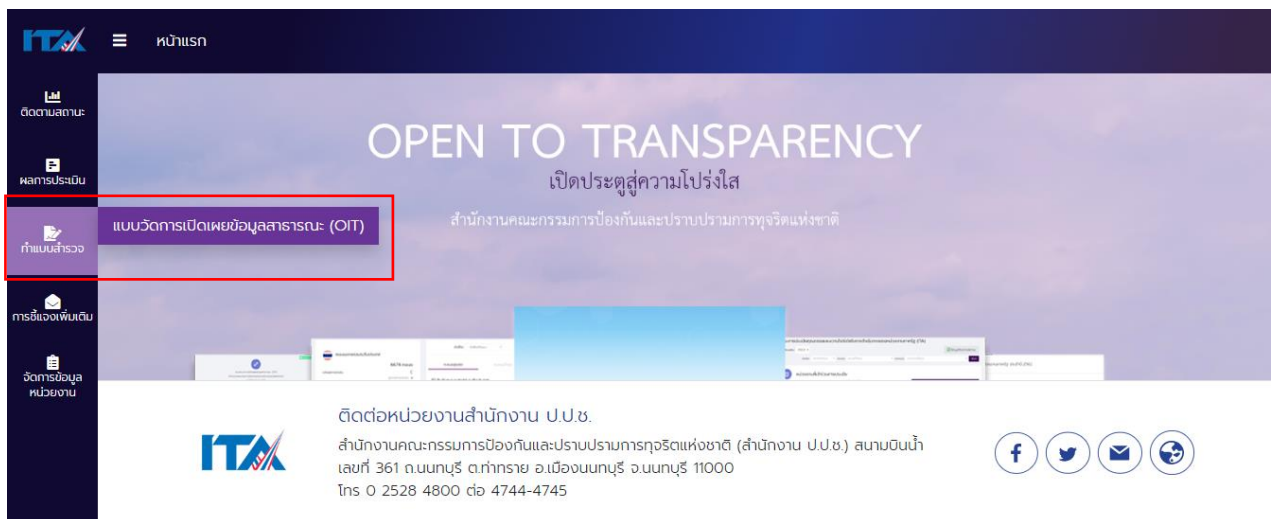 ITA
หน้าแรก
ติดตามสถานะ
ผลการประเมิน
ทำแบบสำรวจ
แบบวัดการเปิดเผยข้อมูลสาธารณะ (OIT)
การชี้แจงเพิ่มเติม
จัดการข้อมูล
หน่วยงาน
OPEN TO TRANSPARENCY
เปิดประตูสู่ความโปร่งใส
สำนักงานคณะกรรมการป้องกันและปราบปรามการทุจริตแห่งชาติ
ITA
ติดต่อหน่วยงานสำนักงาน ป.ป.ช.
สำนักงานคณะกรรมการป้องกันและปราบปรามการทุจริตแห่งชาติ (สำนักงาน ป.ป.ช.) สนามบินน้ำ
เลขที่ 361 ถ.นนทบุรี ต.ท่าทราย อ.เมืองนนทบุรี จ.นนทบุรี 11000
โทร 0 2528 4800 ต่อ 4744-4745